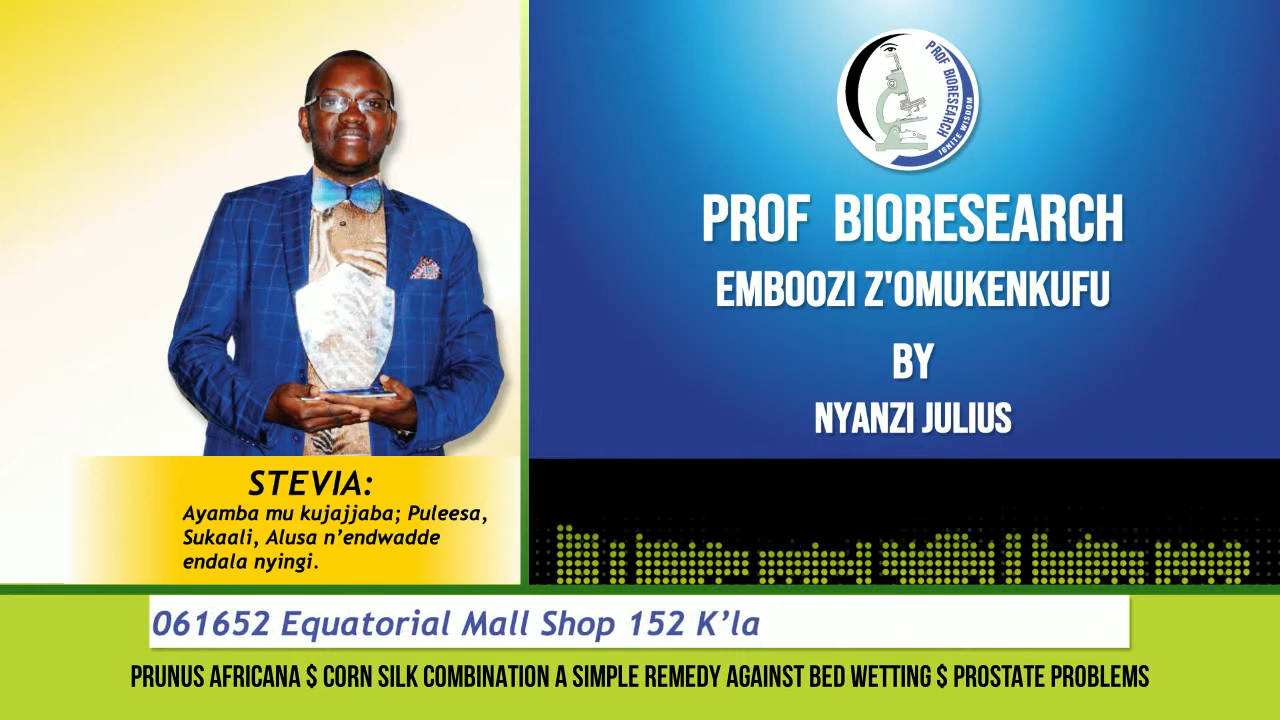 PROF BIORESEARCH
IGNITE WISDOM
PROF BIORESEARCH
EMBOOZI Z'OMUKENKUFU
BY
NYANZI JULIUS
STEVIA:
Ayamba mu kujajjaba; Puleesa,
Sukaali, Alusa n’endwadde
endala nyingi.
061652 Equatorial Mall Shop 152 K’la
PRUNUS AFRICANA $ CORN SILK COMBINATION A SIMPLE REMEDY AGAINST BED WETTING $ PROSTATE PROBLEMS